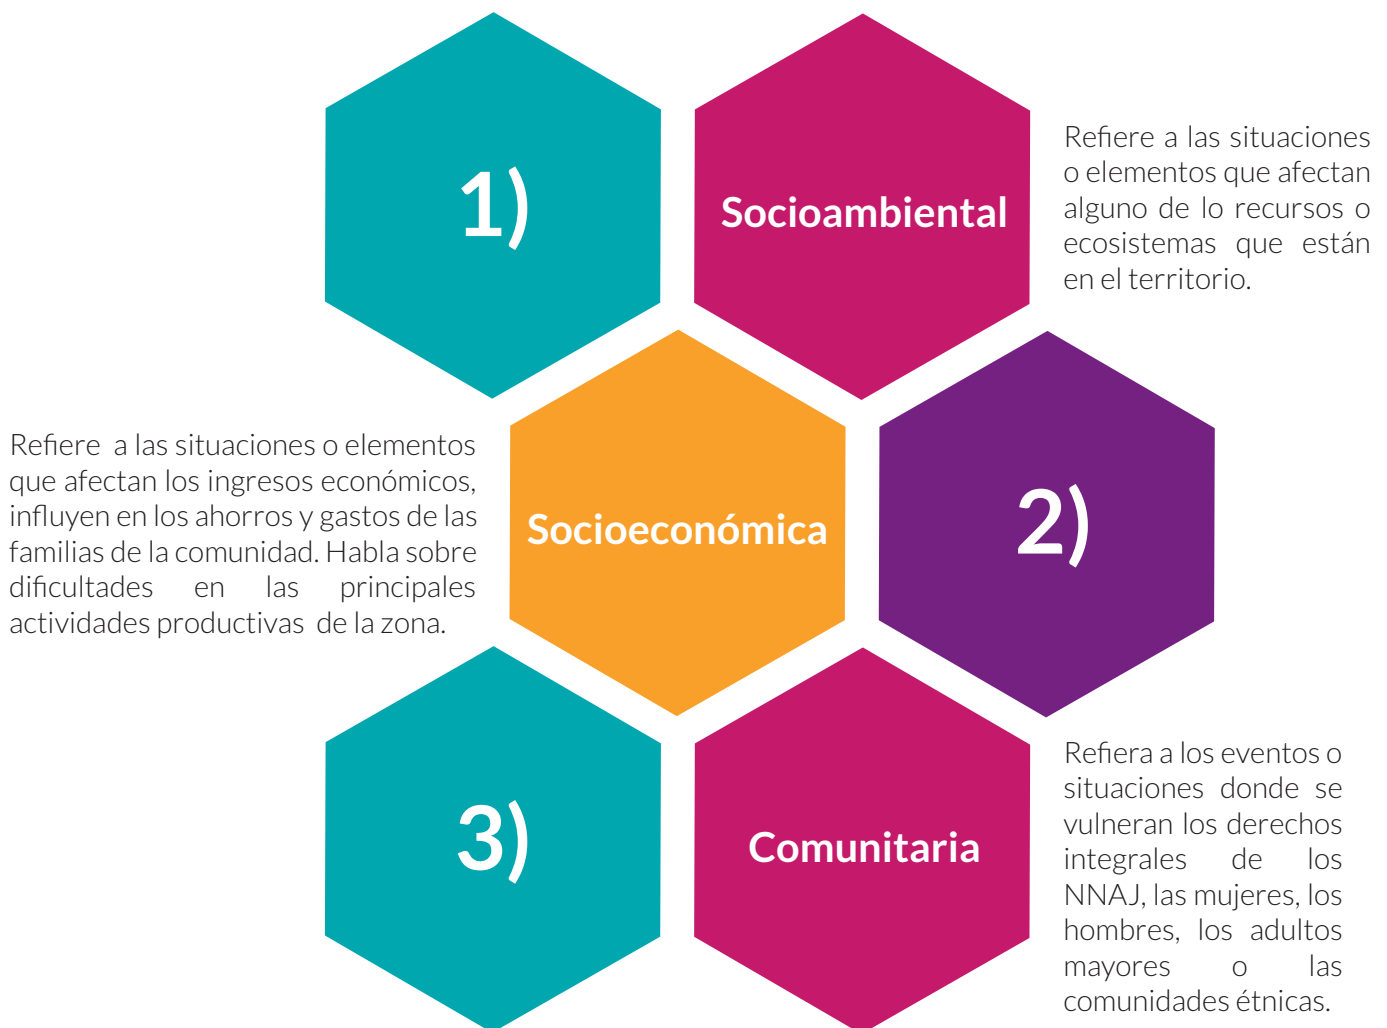 1)
Socioambiental
Refiere a las situaciones
o elementos que afectan
alguno de lo recursos o
ecosistemas que están
en el territorio.
Refiere a las situaciones o elementos
que afectan los ingresos económicos,
influyen en los ahorros y gastos de las
familias de la comunidad. Habla sobre
dificultades en las principales
actividades productivas de la zona.
Socioeconómica
2)
3)
Comunitaria
Refiera a los eventos o
situaciones donde se
vulneran los derechos
integrales de los
NNAJ, las mujeres, los
hombres, los adultos
mayores o las
comunidades étnicas.